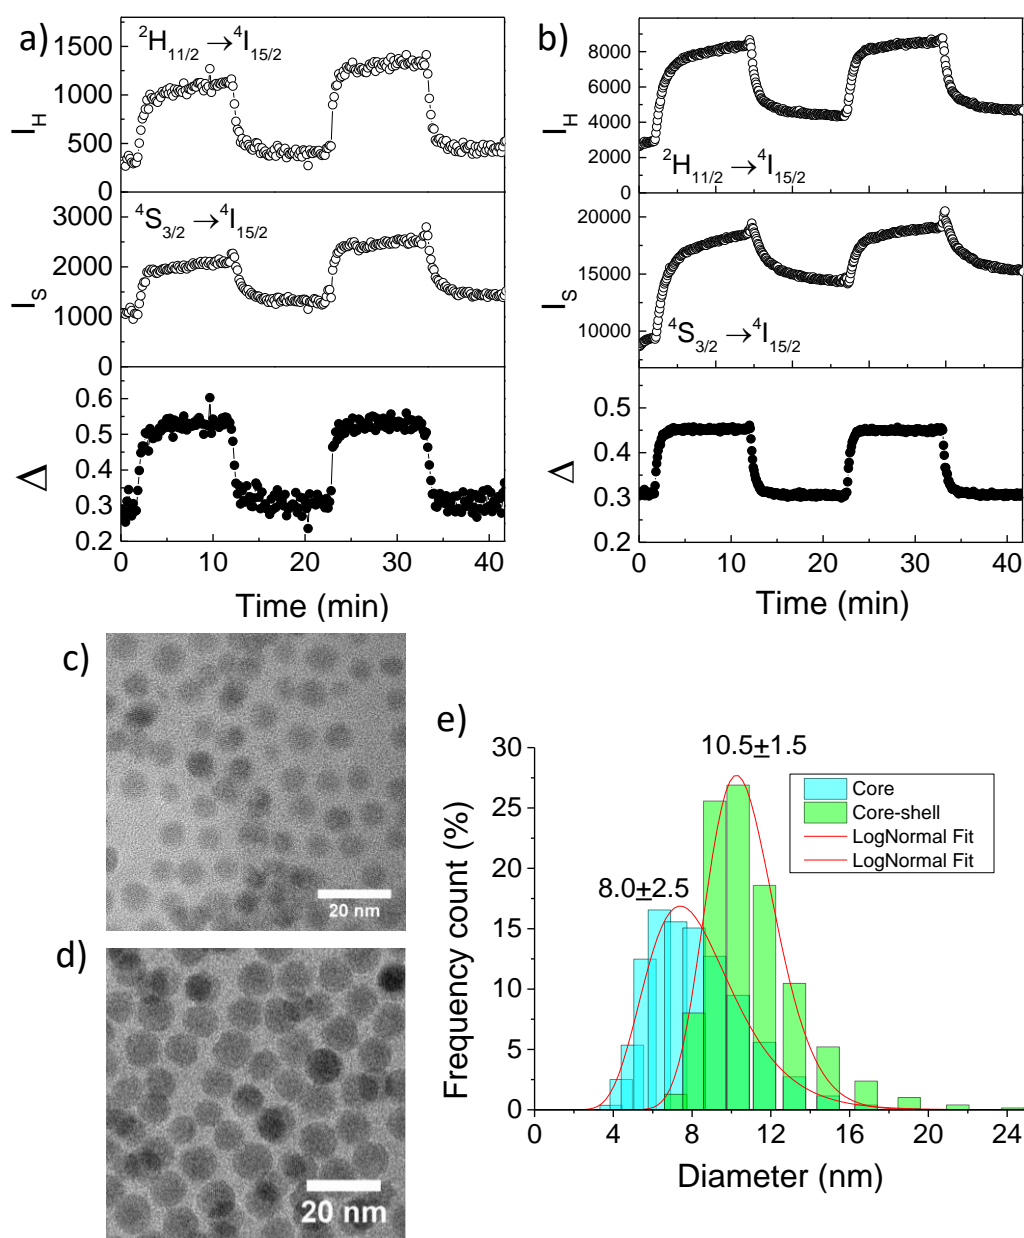 a)
²H₁₁/₂→⁴I₁₅/₂
1500
1000
500
0
I_H
⁴S₃/₂→⁴I₁₅/₂
3000
2000
1000
0
I_S
0.6
0.5
0.4
0.3
0.2
Δ
0 10 20 30 40
Time (min)
b)
8000
6000
4000
2000
0
I_H
²H₁₁/₂→⁴I₁₅/₂
20000
15000
10000
I_S
⁴S₃/₂→⁴I₁₅/₂
0.5
0.4
0.3
0.2
Δ
0 10 20 30 40
Time (min)
c)
20 nm
d)
20 nm
e)
10.5±1.5
8.0±2.5
Core
Core-shell
LogNormal Fit
LogNormal Fit
30
25
20
15
10
5
0
Frequency count (%)
0 4 8 12 16 20 24
Diameter (nm)